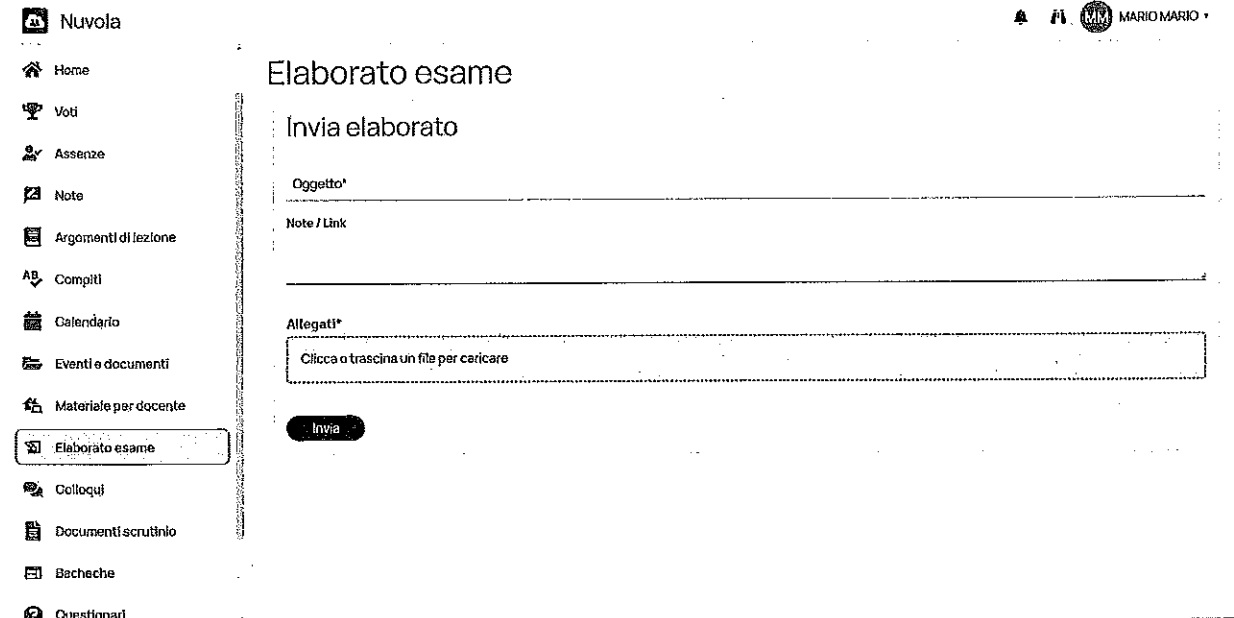 Nuvola
MARIO MARIO
MM
Home
Voti
Assenze
Note
Argomenti di lezione
Compiti
Calendario
Eventi e documenti
Materiale per docente
Elaborato esame
Colloqui
Documenti scrutinio
Bacheche
Questionari
Elaborato esame
Invia elaborato
Oggetto*
Note / Link
Allegati*
Clicca o trascina un file per caricare
Invia